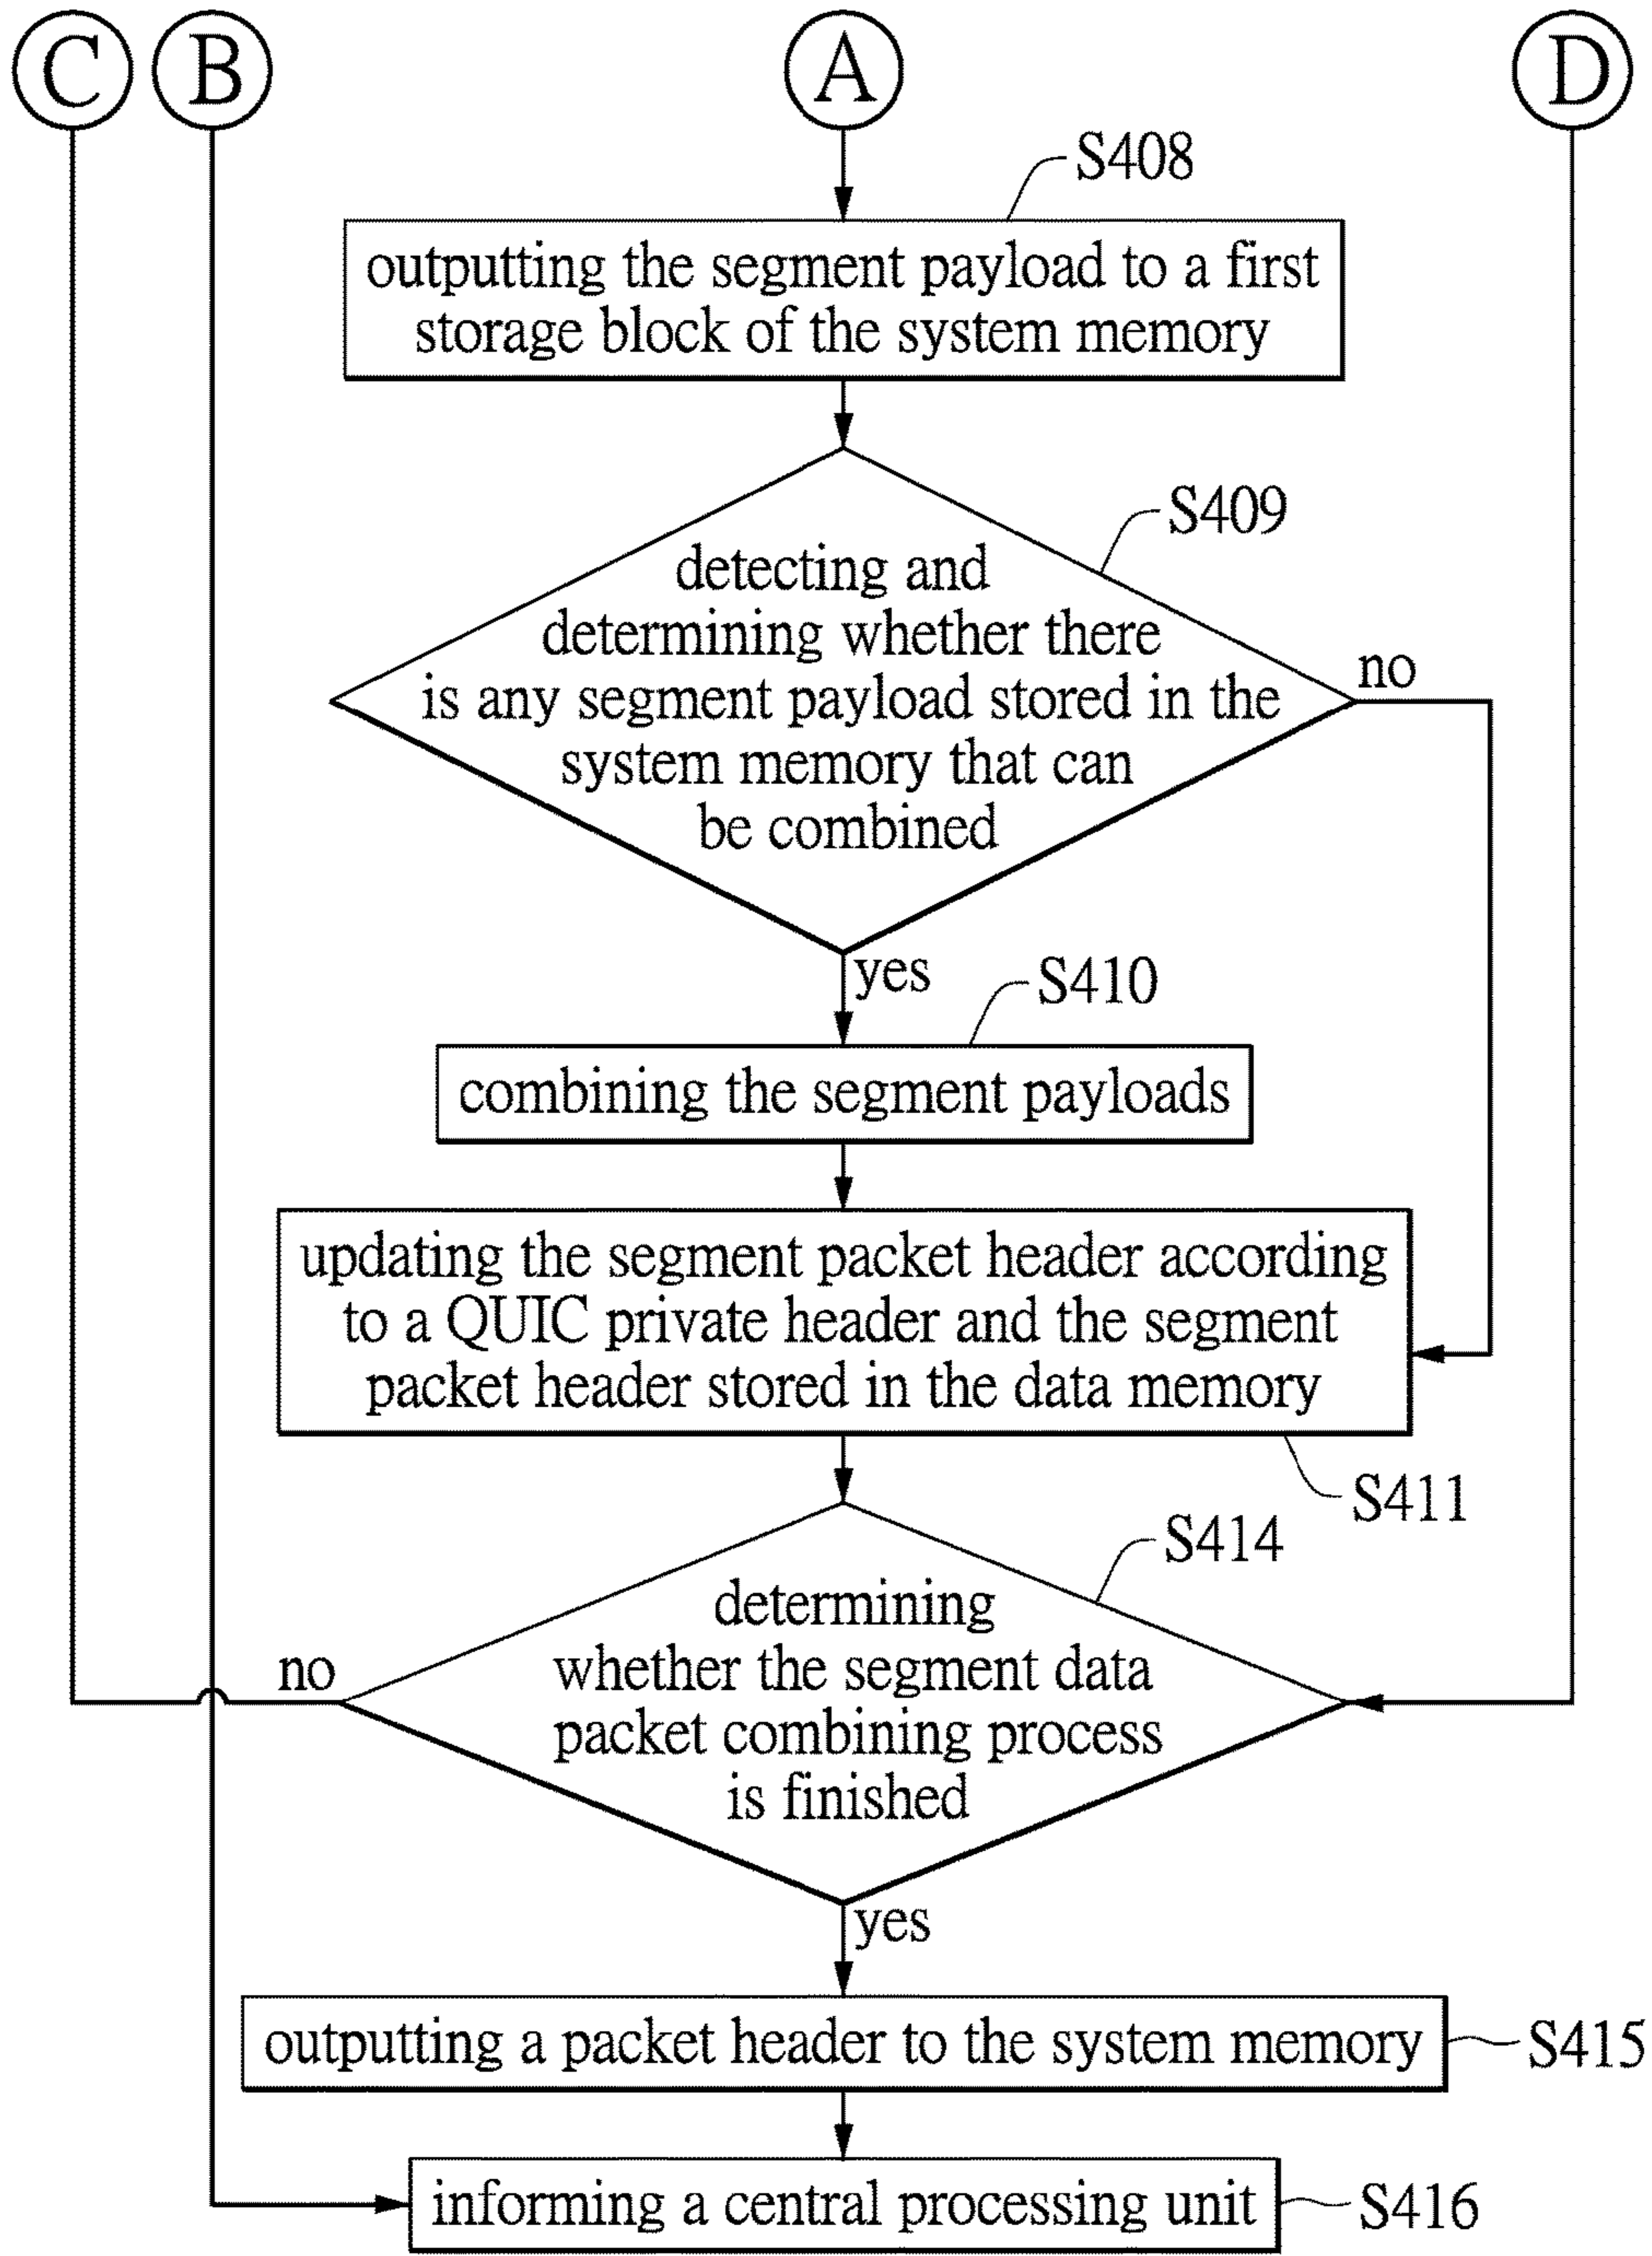 C
B
A
D
S408
outputting the segment payload to a first
storage block of the system memory
S409
detecting and
determining whether there
is any segment payload stored in the
system memory that can
be combined
no
yes
S410
combining the segment payloads
updating the segment packet header according
to a QUIC private header and the segment
packet header stored in the data memory
S411
S414
determining
whether the segment data
packet combining process
is finished
no
yes
outputting a packet header to the system memory
S415
informing a central processing unit
S416